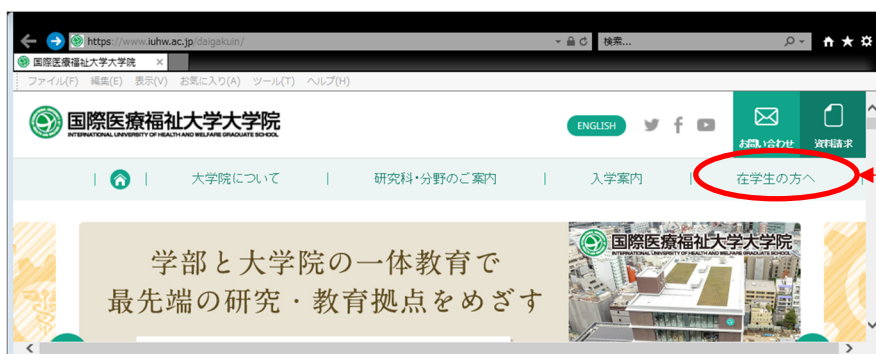 https://www.iuhw.ac.jp/daigakuin/
検索...
国際医療福祉大学大学院
ファイル(F) 編集(E) 表示(V) お気に入り(A) ツール(T) ヘルプ(H)
国際医療福祉大学大学院
INTERNATIONAL UNIVERSITY OF HEALTH AND WELFARE GRADUATE SCHOOL
ENGLISH
お問い合わせ
資料請求
大学院について
研究科・分野のご案内
入学案内
在学生の方へ
学部と大学院の一体教育で
最先端の研究・教育拠点をめざす
国際医療福祉大学大学院
INTERNATIONAL UNIVERSITY OF HEALTH AND WELFARE GRADUATE SCHOOL